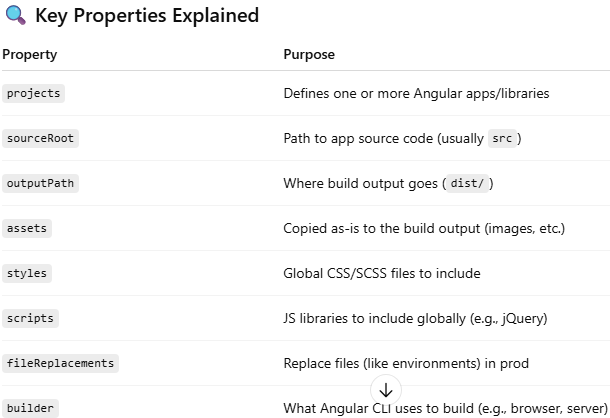 Key Properties Explained
Property Purpose
projects Defines one or more Angular apps/libraries
sourceRoot Path to app source code (usually src)
outputPath Where build output goes (dist/)
assets Copied as-is to the build output (images, etc.)
styles Global CSS/SCSS files to include
scripts JS libraries to include globally (e.g., jQuery)
fileReplacements Replace files (like environments) in prod
builder What Angular CLI uses to build (e.g., browser, server)